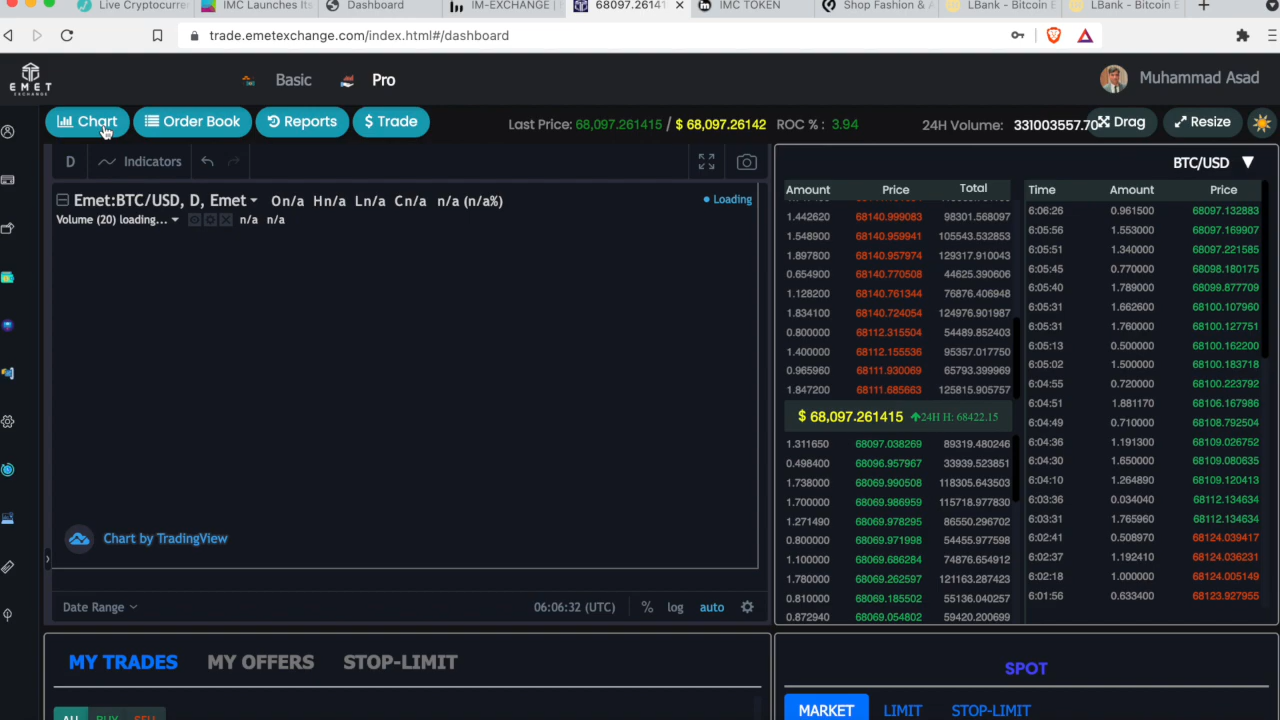 Live Cryptocurre
IMC Launches Its
Dashboard
IM-EXCHANGE |
68097.26141
IMC TOKEN
Shop Fashion & A
LBank - Bitcoin E
LBank - Bitcoin E
trade.emetexchange.com/index.html#/dashboard
EMET
EXCHANGE
Basic
Pro
Muhammad Asad
Chart
Order Book
Reports
$ Trade
Last Price: 68,097.261415 / $ 68,097.26142 ROC % : 3.94
24H Volume: 331003557.70
Drag
Resize
D
Indicators
BTC/USD ▼
Emet:BTC/USD, D, Emet
On/a Hn/a Ln/a Cn/a n/a (n/a%)
Loading
Volume (20) loading...
n/a n/a
Chart by TradingView
Date Range
06:06:32 (UTC)
%
log
auto
Amount Price Total
1.442620 68140.999083 98301.568097
1.548900 68140.959941 105543.532853
1.897800 68140.957974 129317.910043
0.654900 68140.770508 44625.390606
1.128200 68140.761344 76876.406948
1.834100 68140.724054 124976.901987
0.800000 68112.315504 54489.852403
1.400000 68112.155536 95357.017750
0.965960 68111.930069 65793.399969
1.847200 68111.685663 125815.905757
$ 68,097.261415 24H H: 68422.15
1.311650 68097.038269 89319.480246
0.498400 68096.957967 33939.523851
1.738000 68069.990508 118305.643503
1.700000 68069.986959 115718.977830
1.271490 68069.978295 86550.296702
0.800000 68069.971998 54455.977598
1.100000 68069.686284 74876.654912
1.780000 68069.262597 121163.287423
0.810000 68069.185502 55136.040257
0.872940 68069.054802 59420.200699
Time Amount Price
6:06:26 0.961500 68097.132883
6:05:56 1.553000 68097.169907
6:05:51 1.340000 68097.221585
6:05:45 0.770000 68098.180175
6:05:40 1.789000 68099.877709
6:05:31 1.662600 68100.107960
6:05:31 1.760000 68100.127751
6:05:13 0.500000 68100.162200
6:05:02 1.500000 68100.183718
6:04:55 0.720000 68100.223792
6:04:51 1.881170 68106.167986
6:04:49 0.710000 68108.792504
6:04:36 1.191300 68109.026752
6:04:30 1.650000 68109.080635
6:04:10 1.264890 68109.120413
6:03:36 0.034040 68112.134634
6:03:31 1.765960 68112.134634
6:02:41 0.508970 68124.039417
6:02:37 1.192410 68124.036231
6:02:18 1.000000 68124.005149
6:01:56 0.633400 68123.927955
MY TRADES
MY OFFERS
STOP-LIMIT
ALL BUY SELL
SPOT
MARKET
LIMIT
STOP-LIMIT